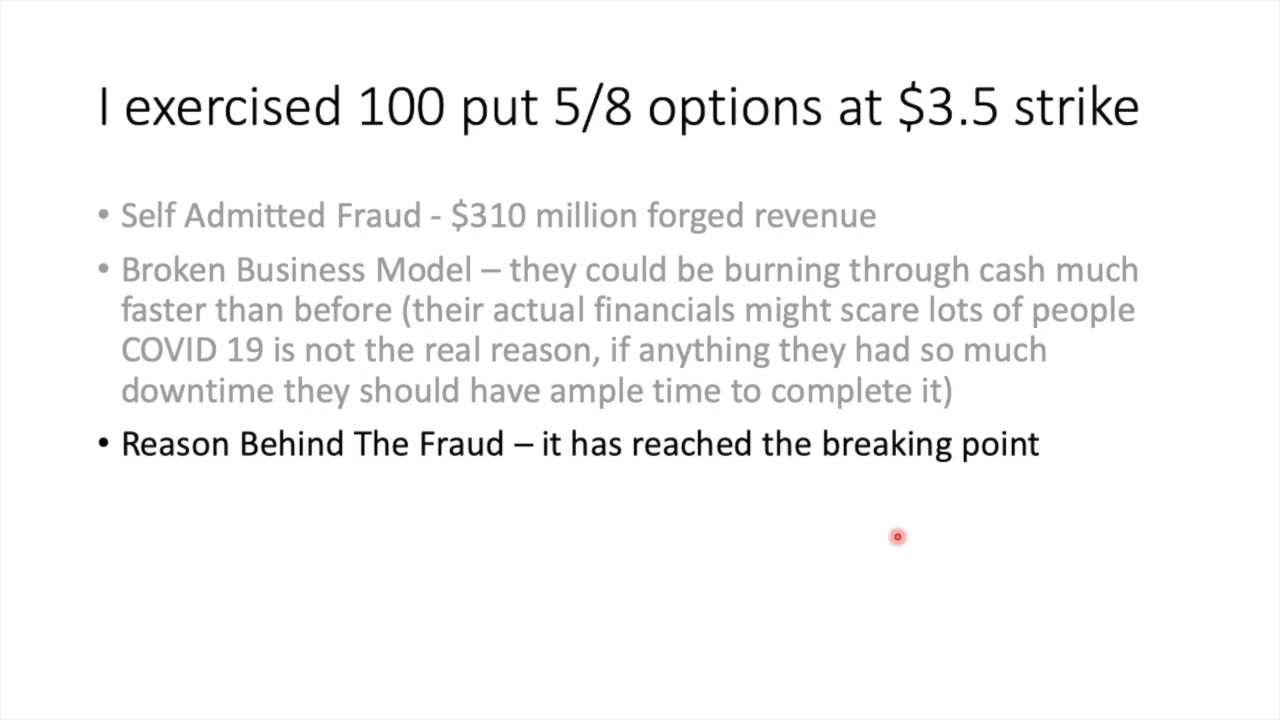 I exercised 100 put 5/8 options at $3.5 strike
• Self Admitted Fraud - $310 million forged revenue
• Broken Business Model – they could be burning through cash much
faster than before (their actual financials might scare lots of people
COVID 19 is not the real reason, if anything they had so much
downtime they should have ample time to complete it)
• Reason Behind The Fraud – it has reached the breaking point